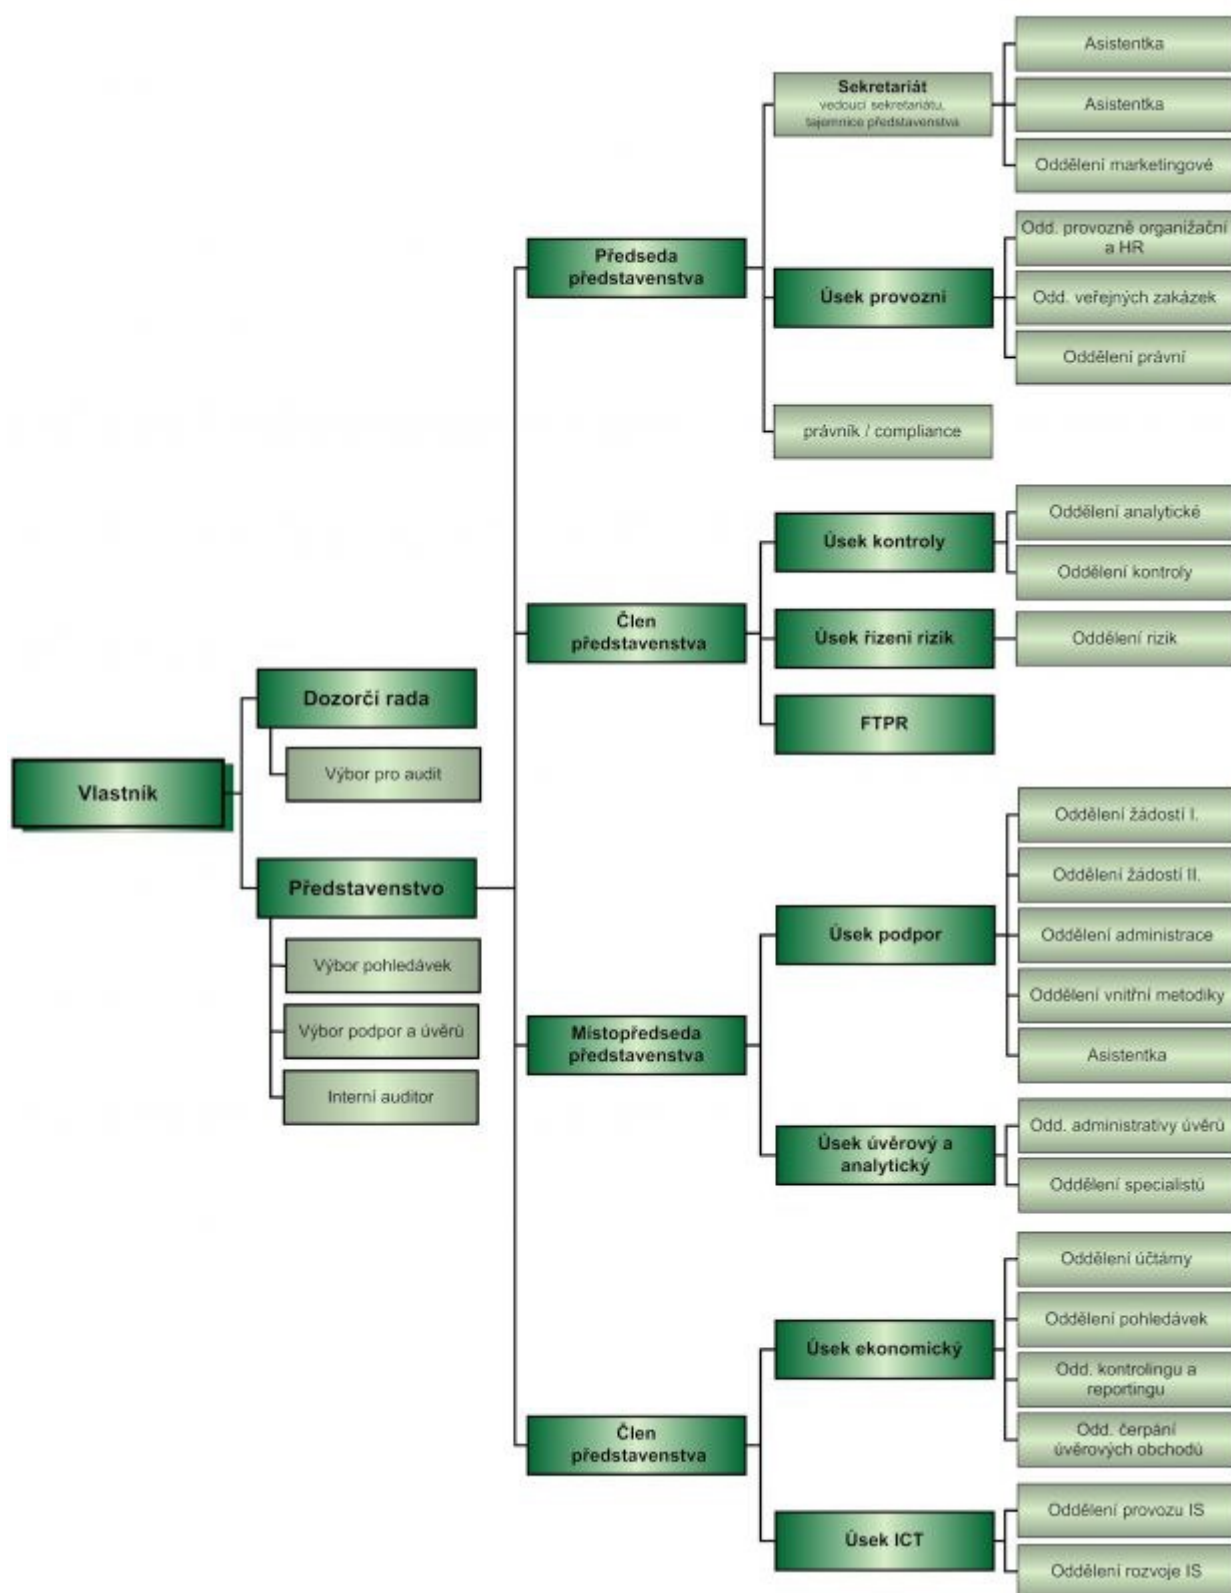 Vlastník
Dozorčí rada
Výbor pro audit
Představenstvo
Výbor pohledávek
Výbor podpor a úvěrů
Interní auditor
Předseda
představenstva
Sekretariát
vedoucí sekretariátu,
tajemnice představenstva
Asistentka
Asistentka
Oddělení marketingové
Úsek provozní
Odd. provozně organizační
a HR
Odd. veřejných zakázek
Oddělení právní
právník / compliance
Člen
představenstva
Úsek kontroly
Oddělení analytické
Oddělení kontroly
Úsek řízení rizik
Oddělení rizik
FTPR
Místopředseda
představenstva
Úsek podpor
Oddělení žádostí I.
Oddělení žádostí II.
Oddělení administrace
Oddělení vnitřní metodiky
Asistentka
Úsek úvěrový a
analytický
Odd. administrativy úvěrů
Oddělení specialistů
Člen
představenstva
Úsek ekonomický
Oddělení účtárny
Oddělení pohledávek
Odd. kontrolingu a
reportingu
Odd. čerpání
úvěrových obchodů
Úsek ICT
Oddělení provozu IS
Oddělení rozvoje IS